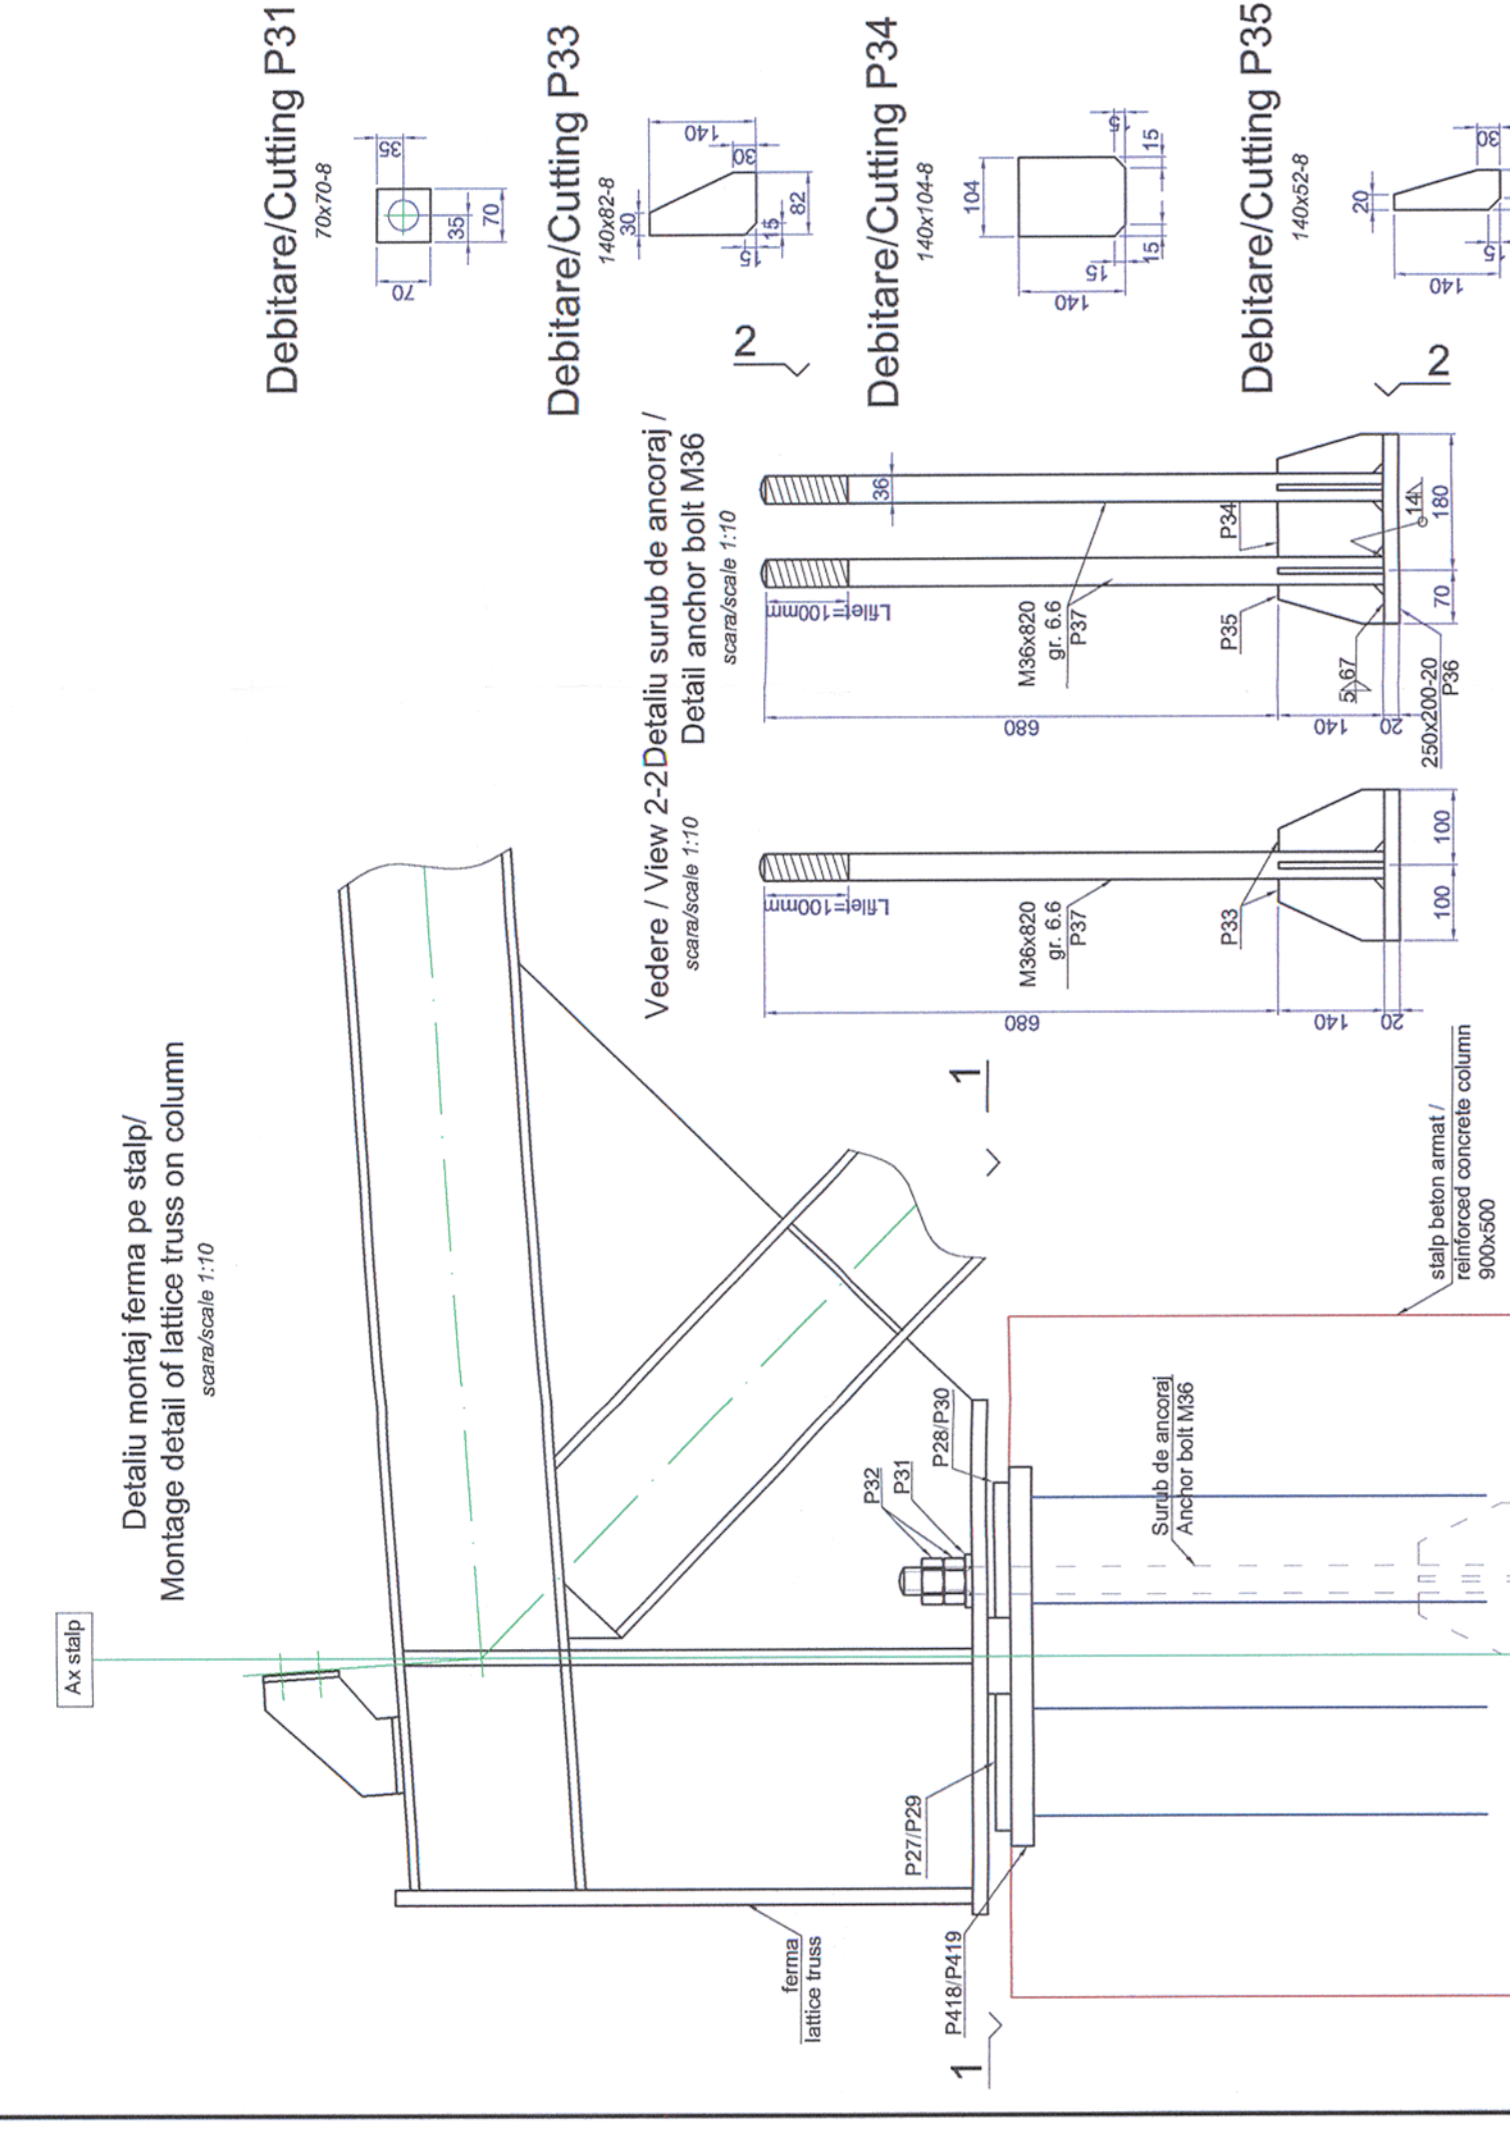 Ax stalp
Detaliu montaj ferma pe stalp/
Montage detail of lattice truss on column
scara/scale 1:10
ferma
lattice truss
P418/P419
P27/P29
P32
P31
P28/P30
1
1
Surub de ancoraj
Anchor bolt M36
stalp beton armat /
reinforced concrete column
900x500
Vedere / View 2-2
scara/scale 1:10
Lfilet=100mm
680
140
20
M36x820
gr. 6.6
P37
P33
100
100
Detaliu surub de ancoraj /
Detail anchor bolt M36
scara/scale 1:10
36
Lfilet=100mm
680
140
20
M36x820
gr. 6.6
P37
P35
P34
5 67
14
250x200-20
P36
70
180
2
2
Debitare/Cutting P31
70x70-8
35
70
35
70
Debitare/Cutting P33
140x82-8
30
140
30
15
15
82
Debitare/Cutting P34
140x104-8
104
140
15
15
15
15
Debitare/Cutting P35
140x52-8
20
140
30
15